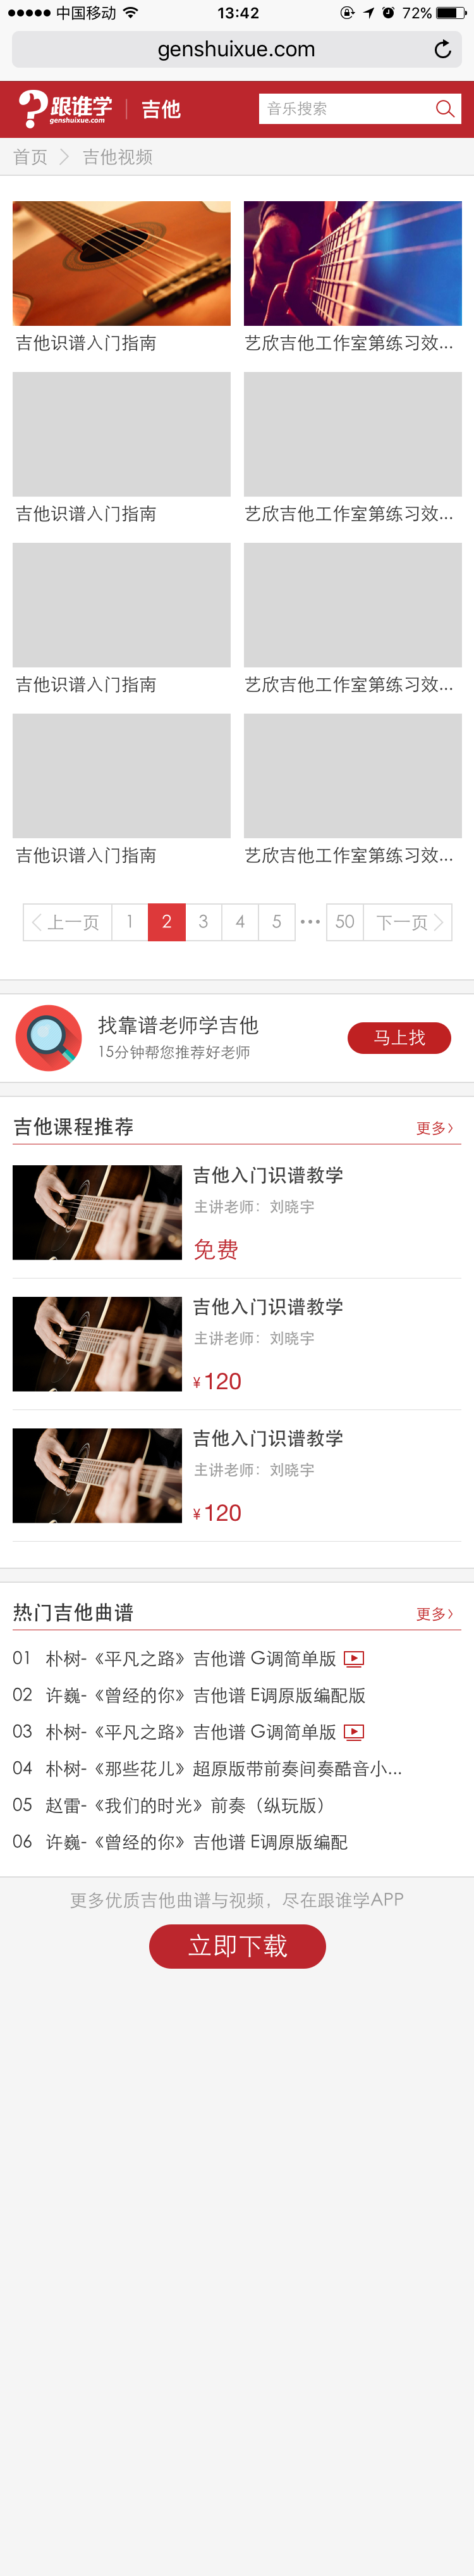 中国移动 13:42 72%
genshuixue.com
跟谁学 genshuixue.com 吉他 音乐搜索
首页 吉他视频
吉他识谱入门指南 艺欣吉他工作室第练习效...
吉他识谱入门指南 艺欣吉他工作室第练习效...
吉他识谱入门指南 艺欣吉他工作室第练习效...
吉他识谱入门指南 艺欣吉他工作室第练习效...
上一页 1 2 3 4 5 ••• 50 下一页
找靠谱老师学吉他
15分钟帮您推荐好老师
马上找
吉他课程推荐 更多
吉他入门识谱教学
主讲老师：刘晓宇
免费
吉他入门识谱教学
主讲老师：刘晓宇
¥120
吉他入门识谱教学
主讲老师：刘晓宇
¥120
热门吉他曲谱 更多
01 朴树-《平凡之路》吉他谱 G调简单版
02 许巍-《曾经的你》吉他谱 E调原版编配版
03 朴树-《平凡之路》吉他谱 G调简单版
04 朴树-《那些花儿》超原版带前奏间奏酷音小...
05 赵雷-《我们的时光》前奏（纵玩版）
06 许巍-《曾经的你》吉他谱 E调原版编配
更多优质吉他曲谱与视频，尽在跟谁学APP
立即下载